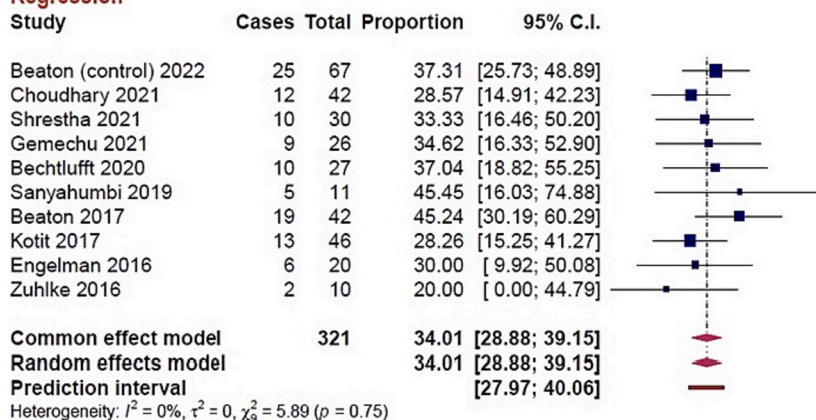 Regression
Study Cases Total Proportion 95% C.I.
Beaton (control) 2022 25 67 37.31 [25.73; 48.89]
Choudhary 2021 12 42 28.57 [14.91; 42.23]
Shrestha 2021 10 30 33.33 [16.46; 50.20]
Gemechu 2021 9 26 34.62 [16.33; 52.90]
Bechtlufft 2020 10 27 37.04 [18.82; 55.25]
Sanyahumbi 2019 5 11 45.45 [16.03; 74.88]
Beaton 2017 19 42 45.24 [30.19; 60.29]
Kotit 2017 13 46 28.26 [15.25; 41.27]
Engelman 2016 6 20 30.00 [ 9.92; 50.08]
Zuhlke 2016 2 10 20.00 [ 0.00; 44.79]
Common effect model 321 34.01 [28.88; 39.15]
Random effects model 34.01 [28.88; 39.15]
Prediction interval [27.97; 40.06]
Heterogeneity: I² = 0%, τ² = 0, χ²₉ = 5.89 (p = 0.75)